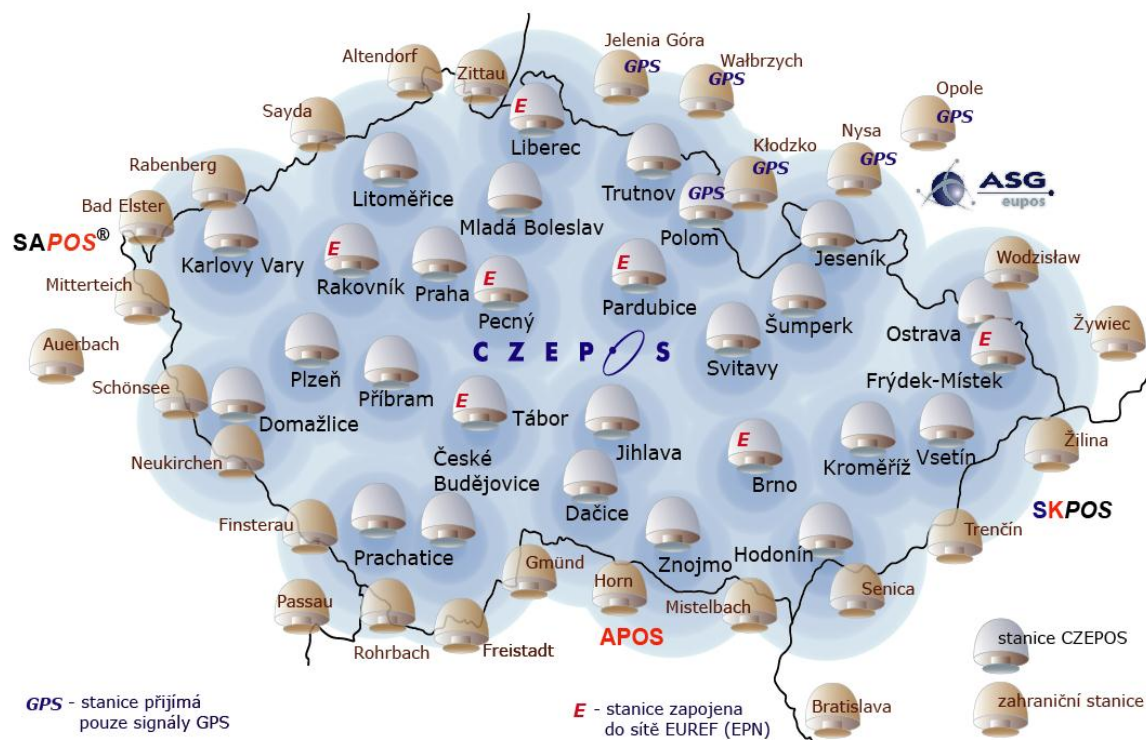 Jelenia Góra
GPS
Wałbrzych
GPS
Altendorf
Zittau
Opole
GPS
Sayda
E
Liberec
Nysa
GPS
Kłodzko
GPS
Rabenberg
Litoměřice
Trutnov
GPS
ASG
eupos
Bad Elster
Mladá Boleslav
Polom
SAPOS®
Karlovy Vary
E
Rakovník
Praha
E
Pecný
E
Pardubice
Jeseník
Wodzisław
Mitterteich
Šumperk
Ostrava
Żywiec
Auerbach
CZEPOS
Svitavy
E
Frýdek-Místek
Plzeň
Schönsee
Příbram
Domažlice
E
Tábor
Jihlava
E
Brno
Kroměříž
Vsetín
Žilina
Neukirchen
České
Budějovice
Dačice
SKPOS
Finsterau
Prachatice
Znojmo
Hodonín
Trenčín
Gmünd
Horn
Passau
Mistelbach
Senica
Rohrbach
Freistadt
APOS
stanice CZEPOS
zahraniční stanice
Bratislava
GPS - stanice přijímá
pouze signály GPS
E - stanice zapojena
do sítě EUREF (EPN)